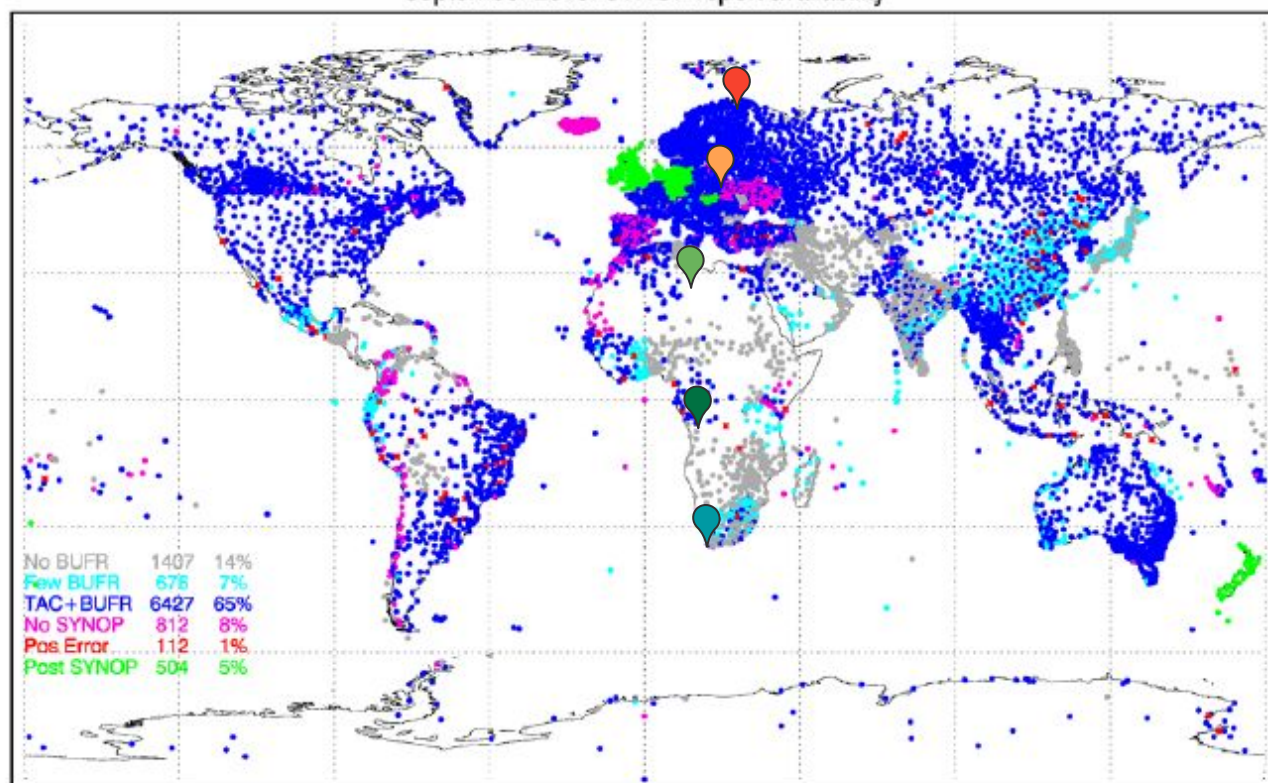 No BUFR 1407 14%
Few BUFR 676 7%
TAC+BUFR 6427 65%
No SYNOP 812 8%
Pos Error 112 1%
Post SYNOP 504 5%